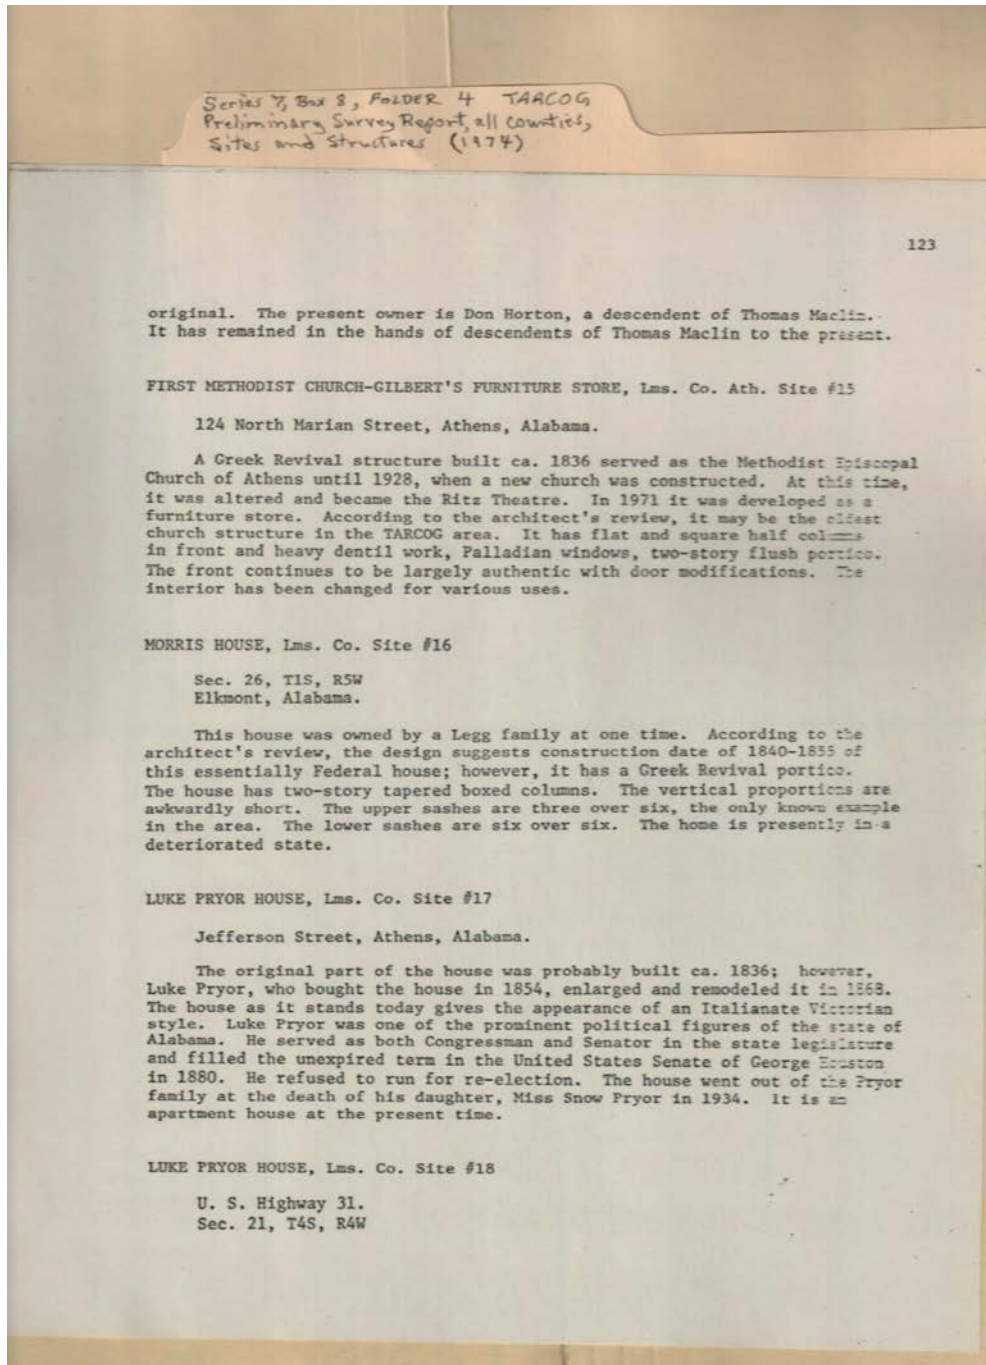 Series 7, Box 8, FOLDER 4 TARCOG
Preliminary Survey Report, all counties,
Sites and Structures (1974)
123
original. The present owner is Don Horton, a descendent of Thomas Maclin.
It has remained in the hands of descendents of Thomas Maclin to the present.
FIRST METHODIST CHURCH-GILBERT'S FURNITURE STORE, Lms. Co. Ath. Site #15
124 North Marian Street, Athens, Alabama.
A Greek Revival structure built ca. 1836 served as the Methodist Episcopal
Church of Athens until 1928, when a new church was constructed. At this time,
it was altered and became the Ritz Theatre. In 1971 it was developed as a
furniture store. According to the architect's review, it may be the oldest
church structure in the TARCOG area. It has flat and square half columns
in front and heavy dentil work, Palladian windows, two-story flush portico.
The front continues to be largely authentic with door modifications. The
interior has been changed for various uses.
MORRIS HOUSE, Lms. Co. Site #16
Sec. 26, T1S, R5W
Elkmont, Alabama.
This house was owned by a Legg family at one time. According to the
architect's review, the design suggests construction date of 1840-1855 of
this essentially Federal house; however, it has a Greek Revival portico.
The house has two-story tapered boxed columns. The vertical proportions are
awkwardly short. The upper sashes are three over six, the only known example
in the area. The lower sashes are six over six. The home is presently in a
deteriorated state.
LUKE PRYOR HOUSE, Lms. Co. Site #17
Jefferson Street, Athens, Alabama.
The original part of the house was probably built ca. 1836; however,
Luke Pryor, who bought the house in 1854, enlarged and remodeled it in 1868.
The house as it stands today gives the appearance of an Italianate Victorian
style. Luke Pryor was one of the prominent political figures of the state of
Alabama. He served as both Congressman and Senator in the state legislature
and filled the unexpired term in the United States Senate of George Houston
in 1880. He refused to run for re-election. The house went out of the Pryor
family at the death of his daughter, Miss Snow Pryor in 1934. It is an
apartment house at the present time.
LUKE PRYOR HOUSE, Lms. Co. Site #18
U. S. Highway 31.
Sec. 21, T4S, R4W